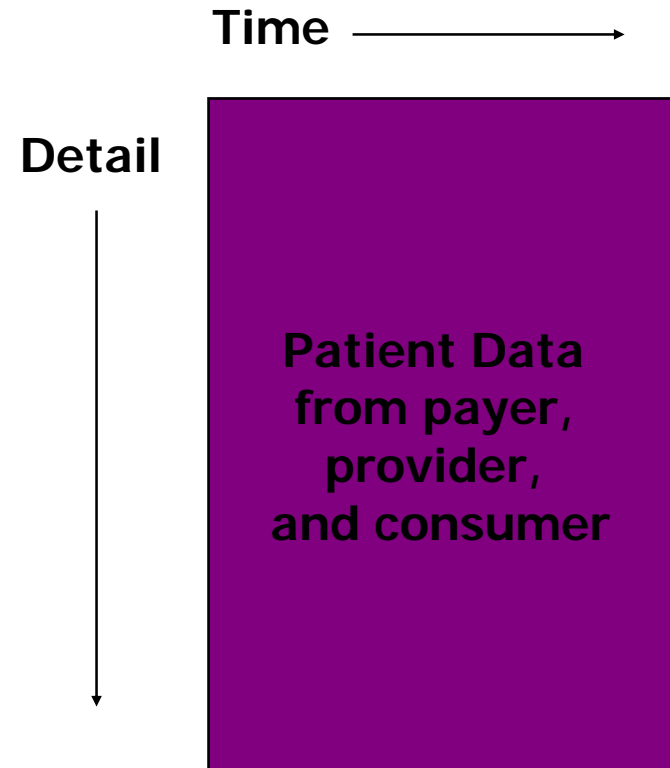 Time
Detail
Patient Data
from payer,
provider,
and consumer